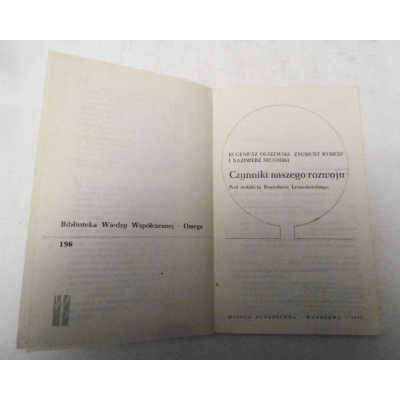 Biblioteka Wiedzy Współczesnej · Omega
196
EUGENIUSZ OLSZEWSKI, ZYGMUNT RYBICKI
I KAZIMIERZ SECOMSKI
Czynniki naszego rozwoju
Pod redakcją Bogusława Leśnodorskiego
WIEDZA POWSZECHNA · WARSZAWA